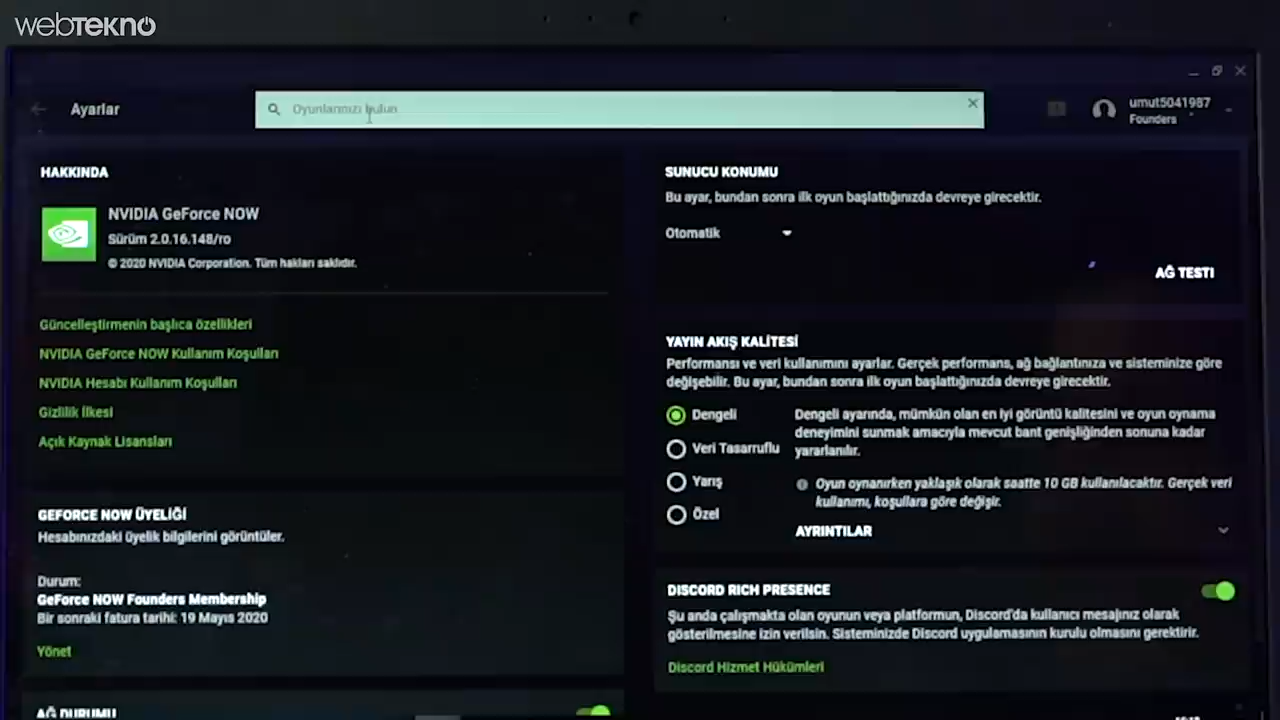 webtekno
Ayarlar
Oyunlarınızı bulun
umut5041987
Founders
HAKKINDA
NVIDIA GeForce NOW
Sürüm 2.0.16.148/ro
© 2020 NVIDIA Corporation. Tüm hakları saklıdır.
Güncelleştirmenin başlıca özellikleri
NVIDIA GeForce NOW Kullanım Koşulları
NVIDIA Hesabı Kullanım Koşulları
Gizlilik İlkesi
Açık Kaynak Lisansları
GEFORCE NOW ÜYELİĞİ
Hesabınızdaki üyelik bilgilerini görüntüler.
Durum:
GeForce NOW Founders Membership
Bir sonraki fatura tarihi: 19 Mayıs 2020
Yönet
AĞ DURUMU
SUNUCU KONUMU
Bu ayar, bundan sonra ilk oyun başlattığınızda devreye girecektir.
Otomatik
AĞ TESTİ
YAYIN AKIŞ KALİTESİ
Performansı ve veri kullanımını ayarlar. Gerçek performans, ağ bağlantınıza ve sisteminize göre
değişebilir. Bu ayar, bundan sonra ilk oyun başlattığınızda devreye girecektir.
Dengeli
Veri Tasarruflu
Yarış
Özel
Dengeli ayarında, mümkün olan en iyi görüntü kalitesini ve oyun oynama
deneyimini sunmak amacıyla mevcut bant genişliğinden sonuna kadar
yararlanılır.
Oyun oynanırken yaklaşık olarak saatte 10 GB kullanılacaktır. Gerçek veri
kullanımı, koşullara göre değişir.
AYRINTILAR
DISCORD RICH PRESENCE
Şu anda çalışmakta olan oyunun veya platformun, Discord'da kullanıcı mesajınız olarak
gösterilmesine izin verilsin. Sisteminizde Discord uygulamasının kurulu olmasını gerektirir.
Discord Hizmet Hükümleri